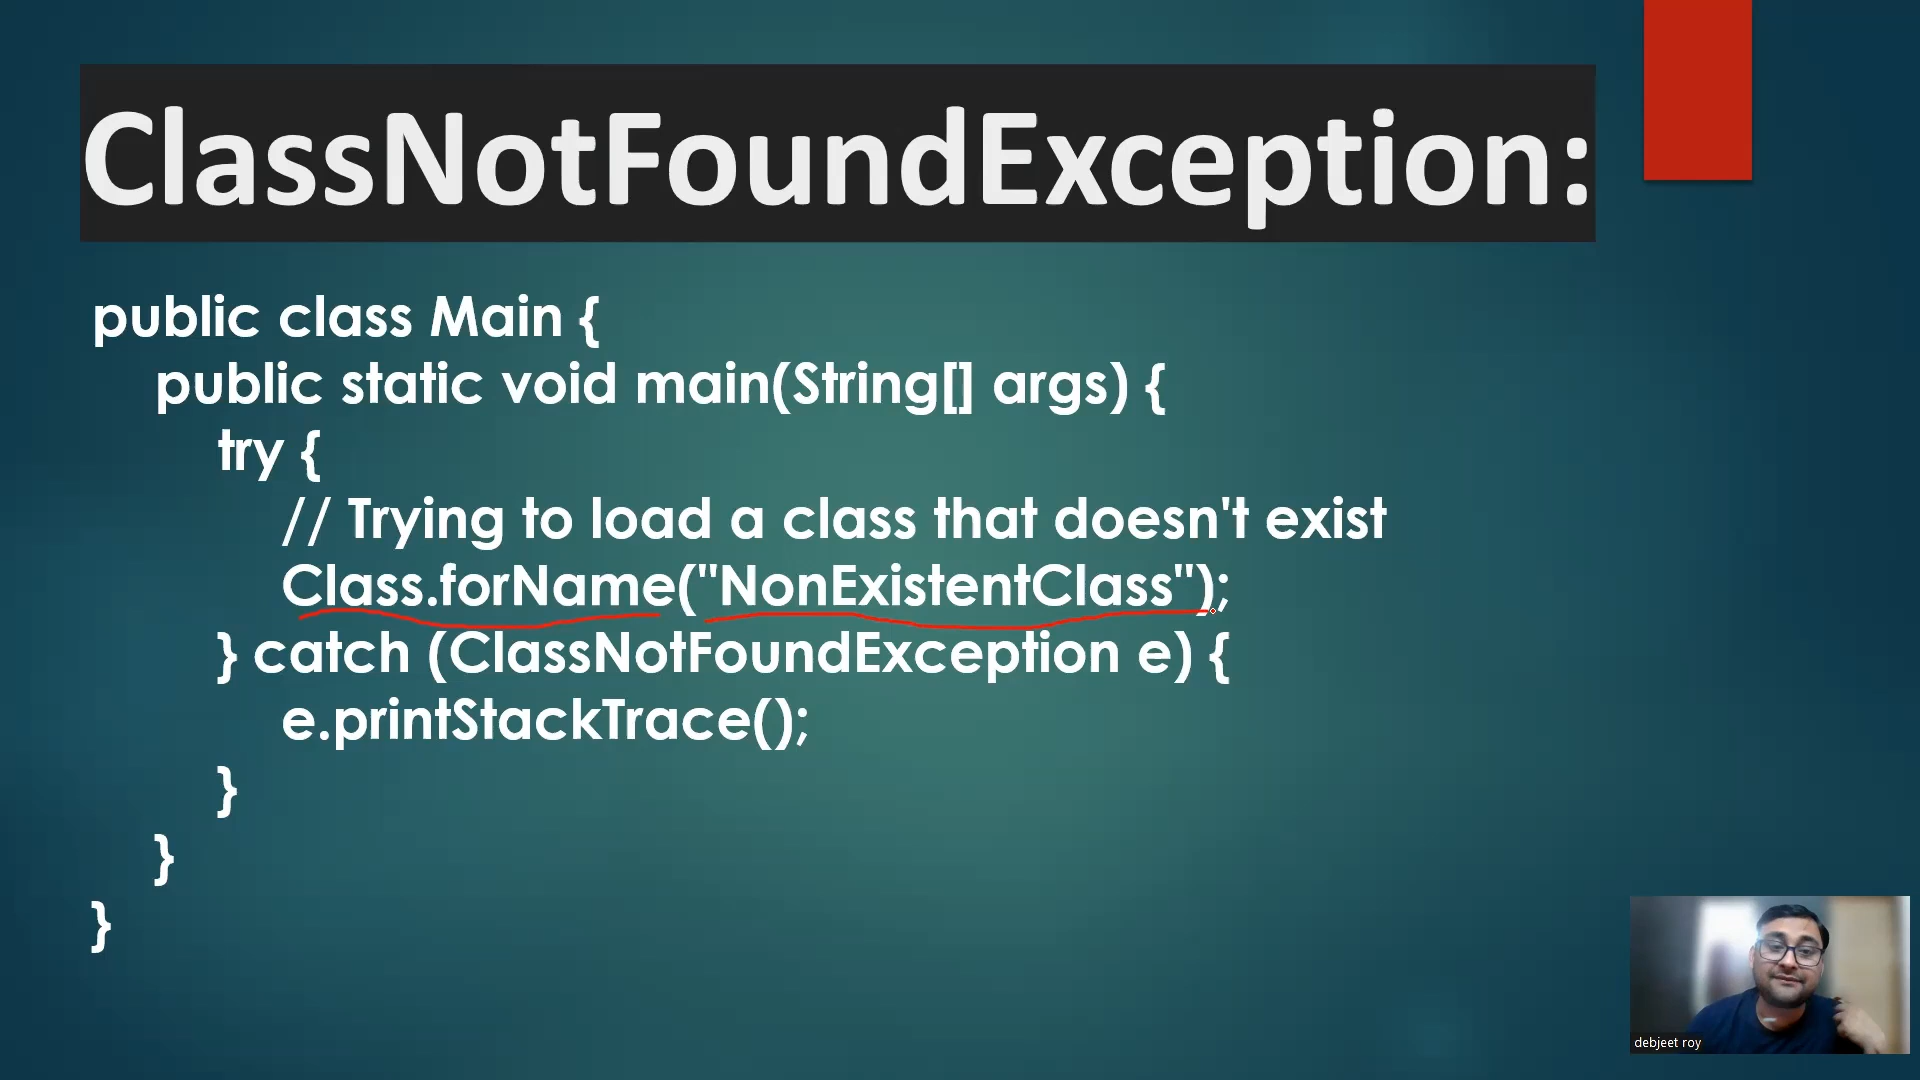 ClassNotFoundException:
public class Main {
public static void main(String[] args) {
try {
// Trying to load a class that doesn't exist
Class.forName("NonExistentClass");
} catch (ClassNotFoundException e) {
e.printStackTrace();
}
}
}
debjeet roy